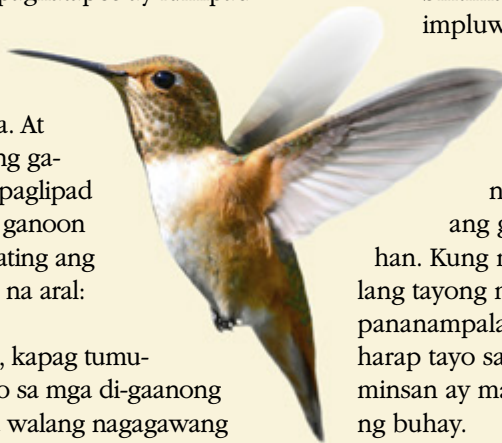 a. At
ng ga-
paglipad
ganoon
ating ang
na aral:
, kapag tumu-
o sa mga di-gaanong
walang nagagawang
impluw
n
ang g
han. Kung
lang tayong
pananampala
harap tayo sa
minsan ay ma
ng buhay.